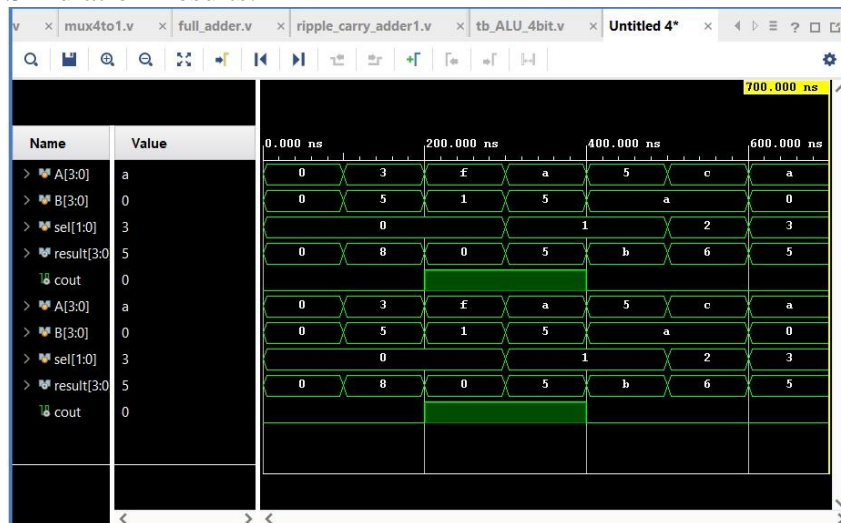 v × mux4to1.v × full_adder.v × ripple_carry_adder1.v × tb_ALU_4bit.v × Untitled 4* ×
700.000 ns
Name Value 0.000 ns 200.000 ns 400.000 ns 600.000 ns
A[3:0] a 0 3 f a 5 c a
B[3:0] 0 0 5 1 5 a 0
sel[1:0] 3 0 1 2 3
result[3:0 5 0 8 0 5 b 6 5
cout 0
A[3:0] a 0 3 f a 5 c a
B[3:0] 0 0 5 1 5 a 0
sel[1:0] 3 0 1 2 3
result[3:0 5 0 8 0 5 b 6 5
cout 0